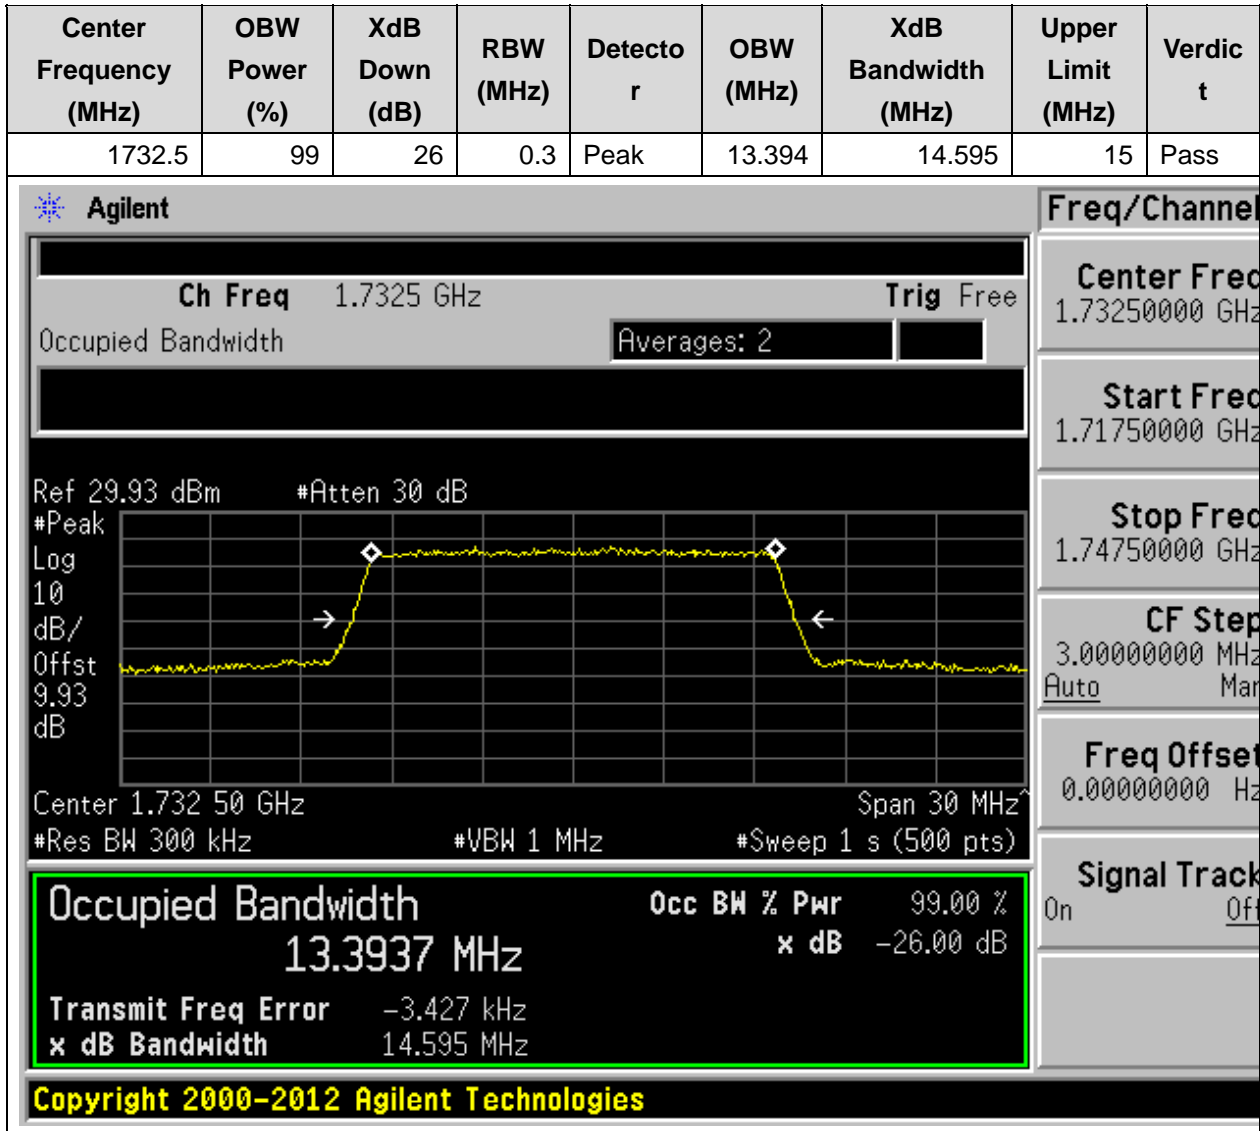 Center Frequency (MHz) OBW Power (%) XdB Down (dB) RBW (MHz) Detecto r OBW (MHz) XdB Bandwidth (MHz) Upper Limit (MHz) Verdic t
1732.5 99 26 0.3 Peak 13.394 14.595 15 Pass
Agilent
Ch Freq 1.7325 GHz Trig Free
Occupied Bandwidth Averages: 2
Ref 29.93 dBm #Atten 30 dB
#Peak
Log
10
dB/
Offst
9.93
dB
Center 1.732 50 GHz Span 30 MHz^
#Res BW 300 kHz #VBW 1 MHz #Sweep 1 s (500 pts)
Occupied Bandwidth Occ BW % Pwr 99.00 %
13.3937 MHz x dB -26.00 dB
Transmit Freq Error -3.427 kHz
x dB Bandwidth 14.595 MHz
Copyright 2000-2012 Agilent Technologies
Freq/Channel
Center Freq
1.73250000 GHz
Start Freq
1.71750000 GHz
Stop Freq
1.74750000 GHz
CF Step
3.00000000 MHz
Auto Man
Freq Offset
0.00000000 Hz
Signal Track
On Off